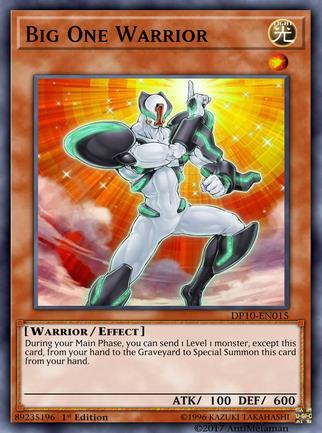 BIG ONE WARRIOR
LIGHT
光
DP10-EN015
[WARRIOR / EFFECT]
During your Main Phase, you can send 1 Level 1 monster, except this
card, from your hand to the Graveyard to Special Summon this card
from your hand.
ATK/ 100 DEF/ 600
89235196 1st Edition ©1996 KAZUKI TAKAHASHI
©2017 AntiMetaman